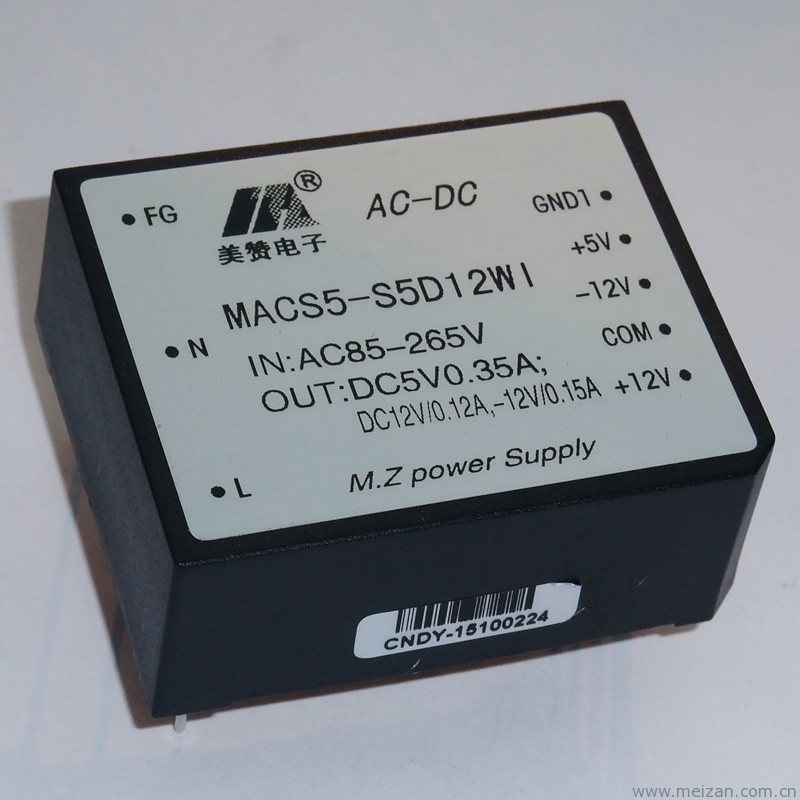 FG
®
AC-DC
美赞电子
GND1
+5V
-12V
COM
+12V
N
L
MACS5-S5D12WI
IN:AC85-265V
OUT:DC5V0.35A;
DC12V/0.12A,-12V/0.15A
M.Z power Supply
CNDY-15100224
www.meizan.com.cn